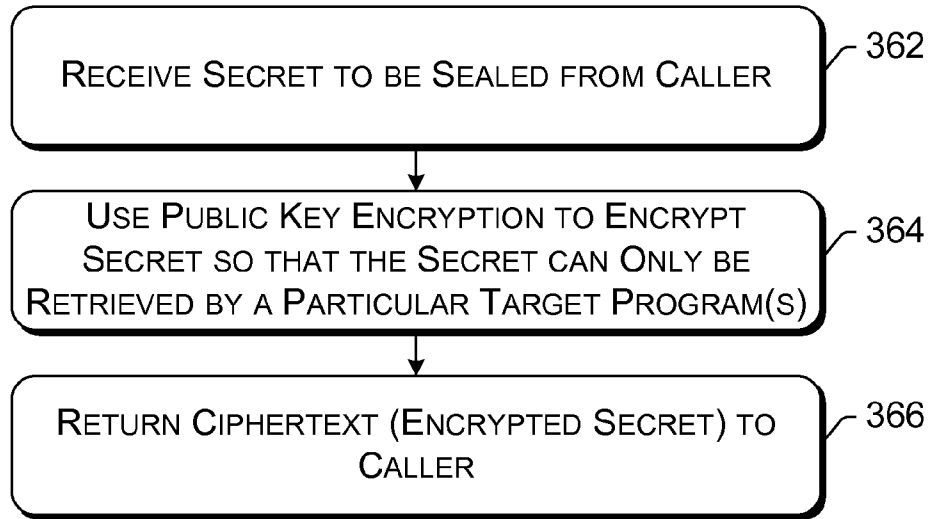 RECEIVE SECRET TO BE SEALED FROM CALLER
362
USE PUBLIC KEY ENCRYPTION TO ENCRYPT
SECRET SO THAT THE SECRET CAN ONLY BE
RETRIEVED BY A PARTICULAR TARGET PROGRAM(S)
364
RETURN CIPHERTEXT (ENCRYPTED SECRET) TO
CALLER
366